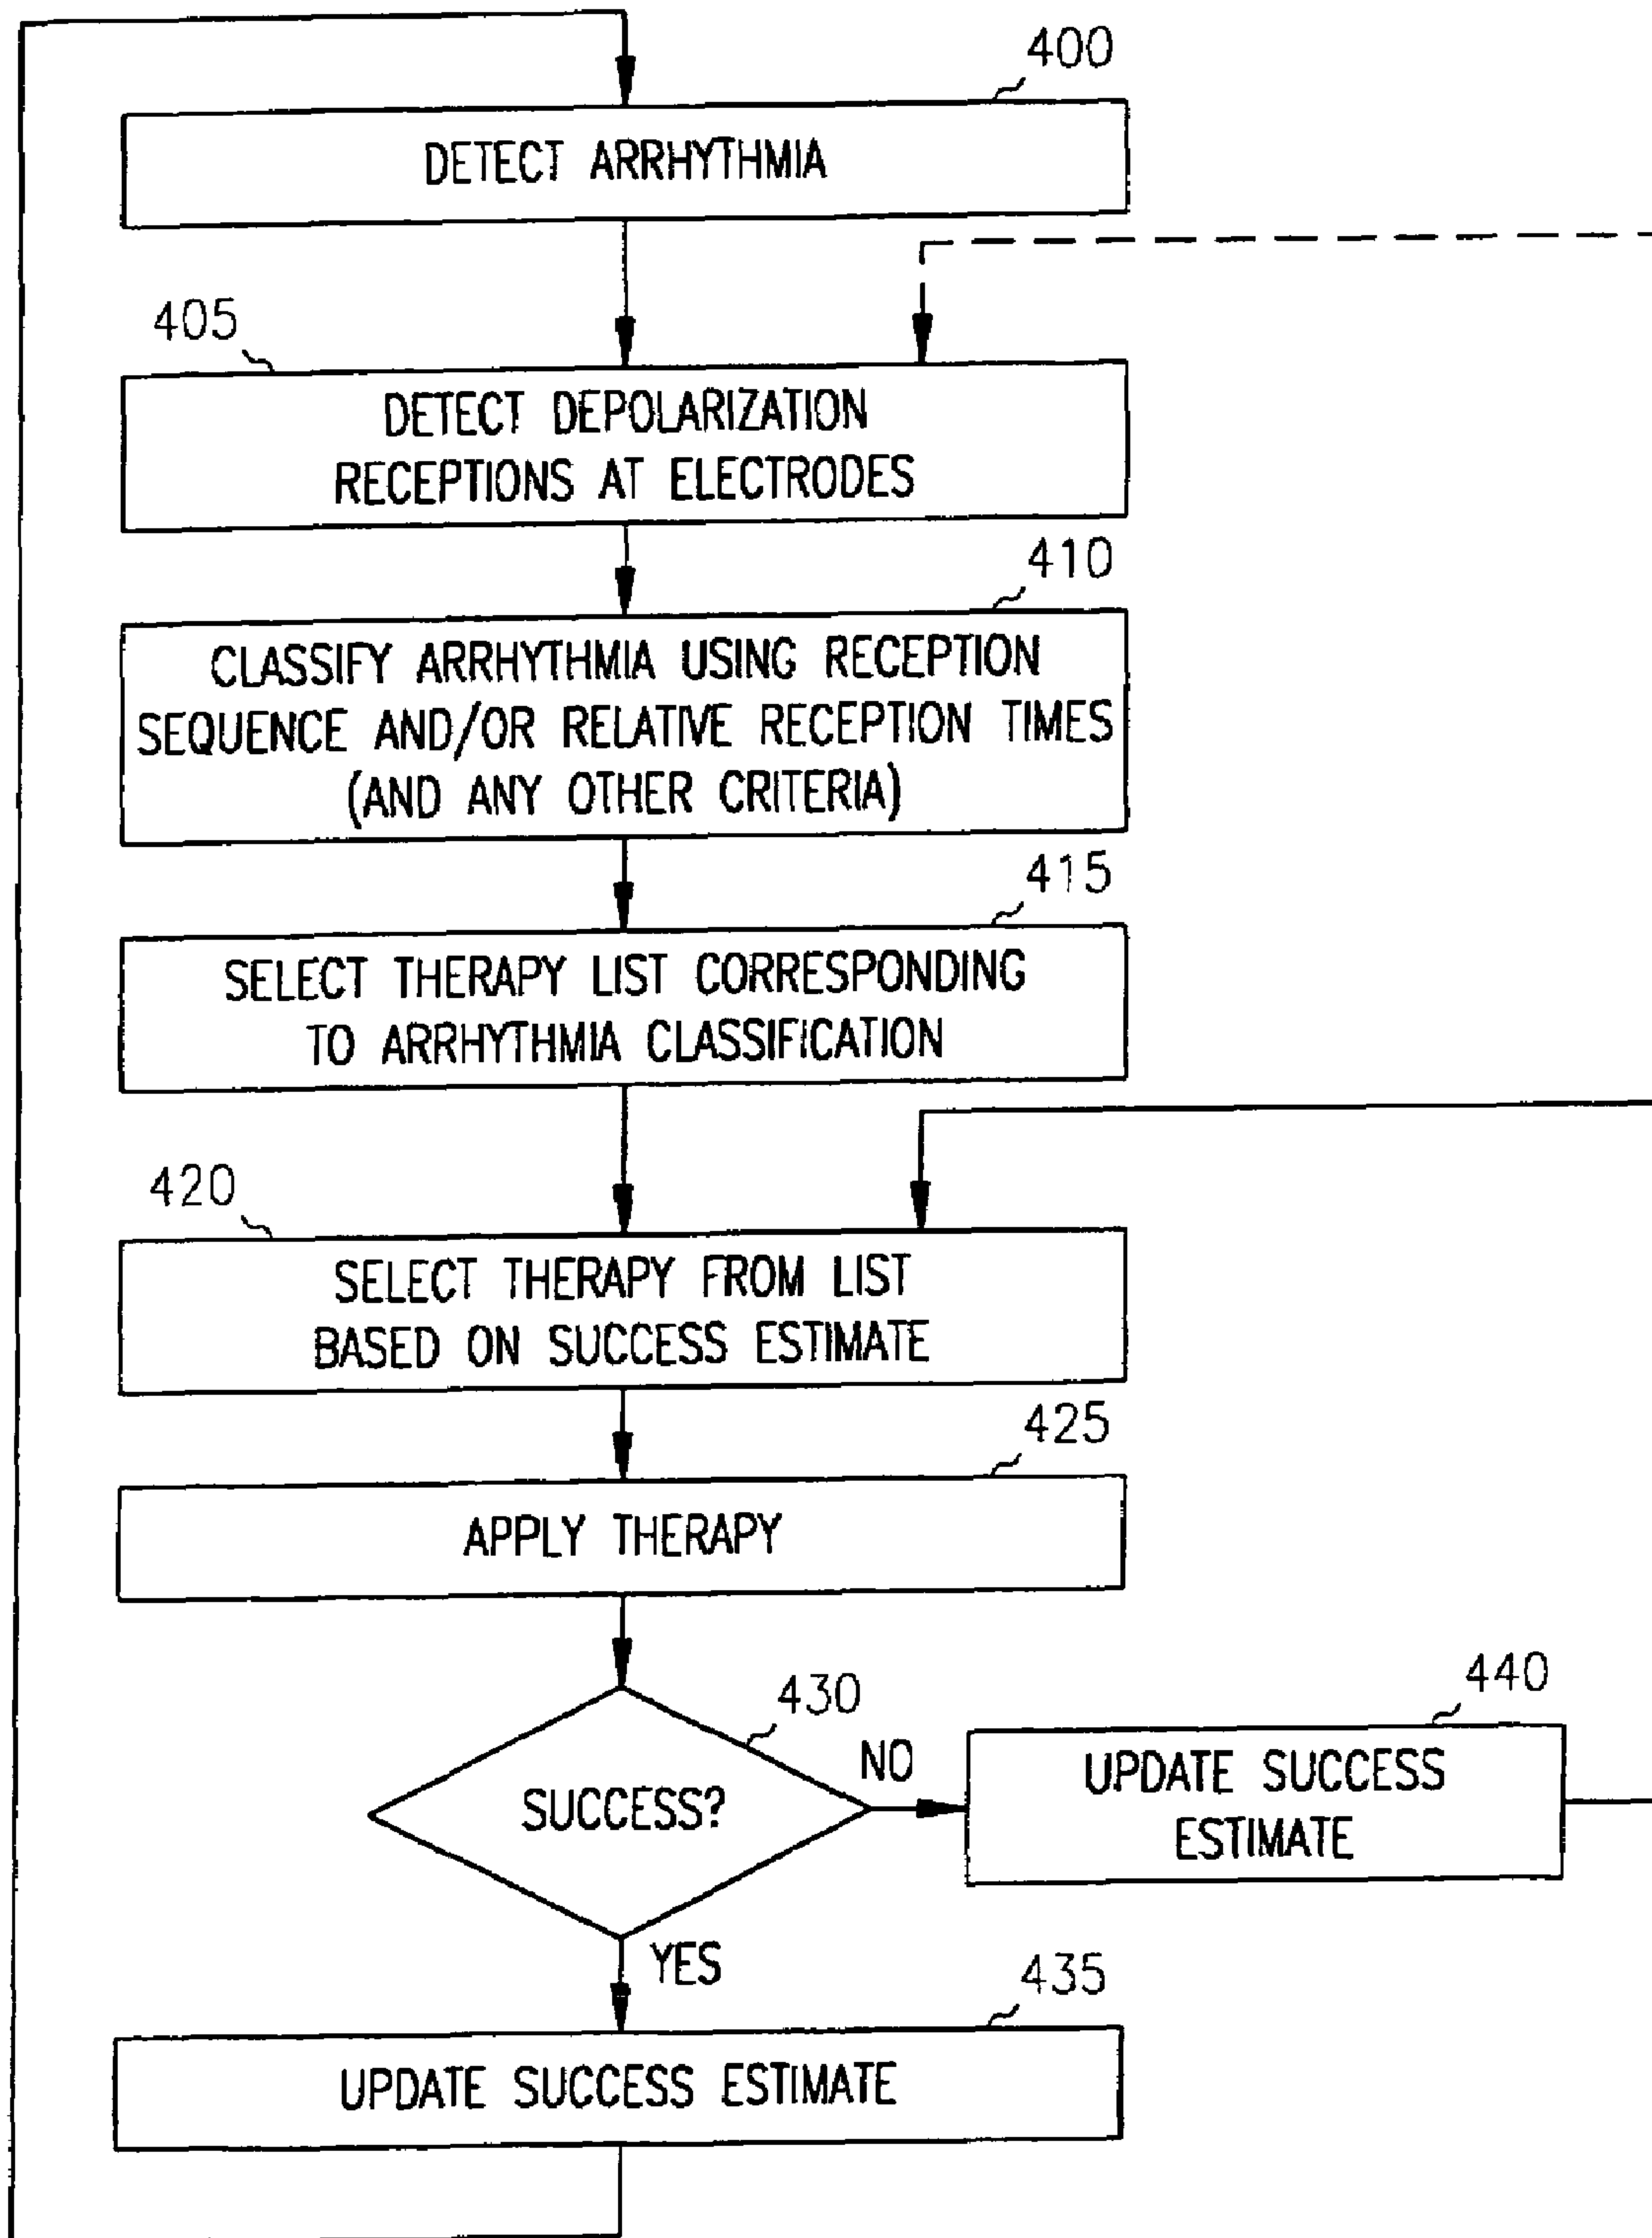 400
DETECT ARRHYTHMIA
405
DETECT DEPOLARIZATION
RECEPTIONS AT ELECTRODES
410
CLASSIFY ARRHYTHMIA USING RECEPTION
SEQUENCE AND/OR RELATIVE RECEPTION TIMES
(AND ANY OTHER CRITERIA)
415
SELECT THERAPY LIST CORRESPONDING
TO ARRHYTHMIA CLASSIFICATION
420
SELECT THERAPY FROM LIST
BASED ON SUCCESS ESTIMATE
425
APPLY THERAPY
430
SUCCESS?
NO
440
UPDATE SUCCESS
ESTIMATE
YES
435
UPDATE SUCCESS ESTIMATE